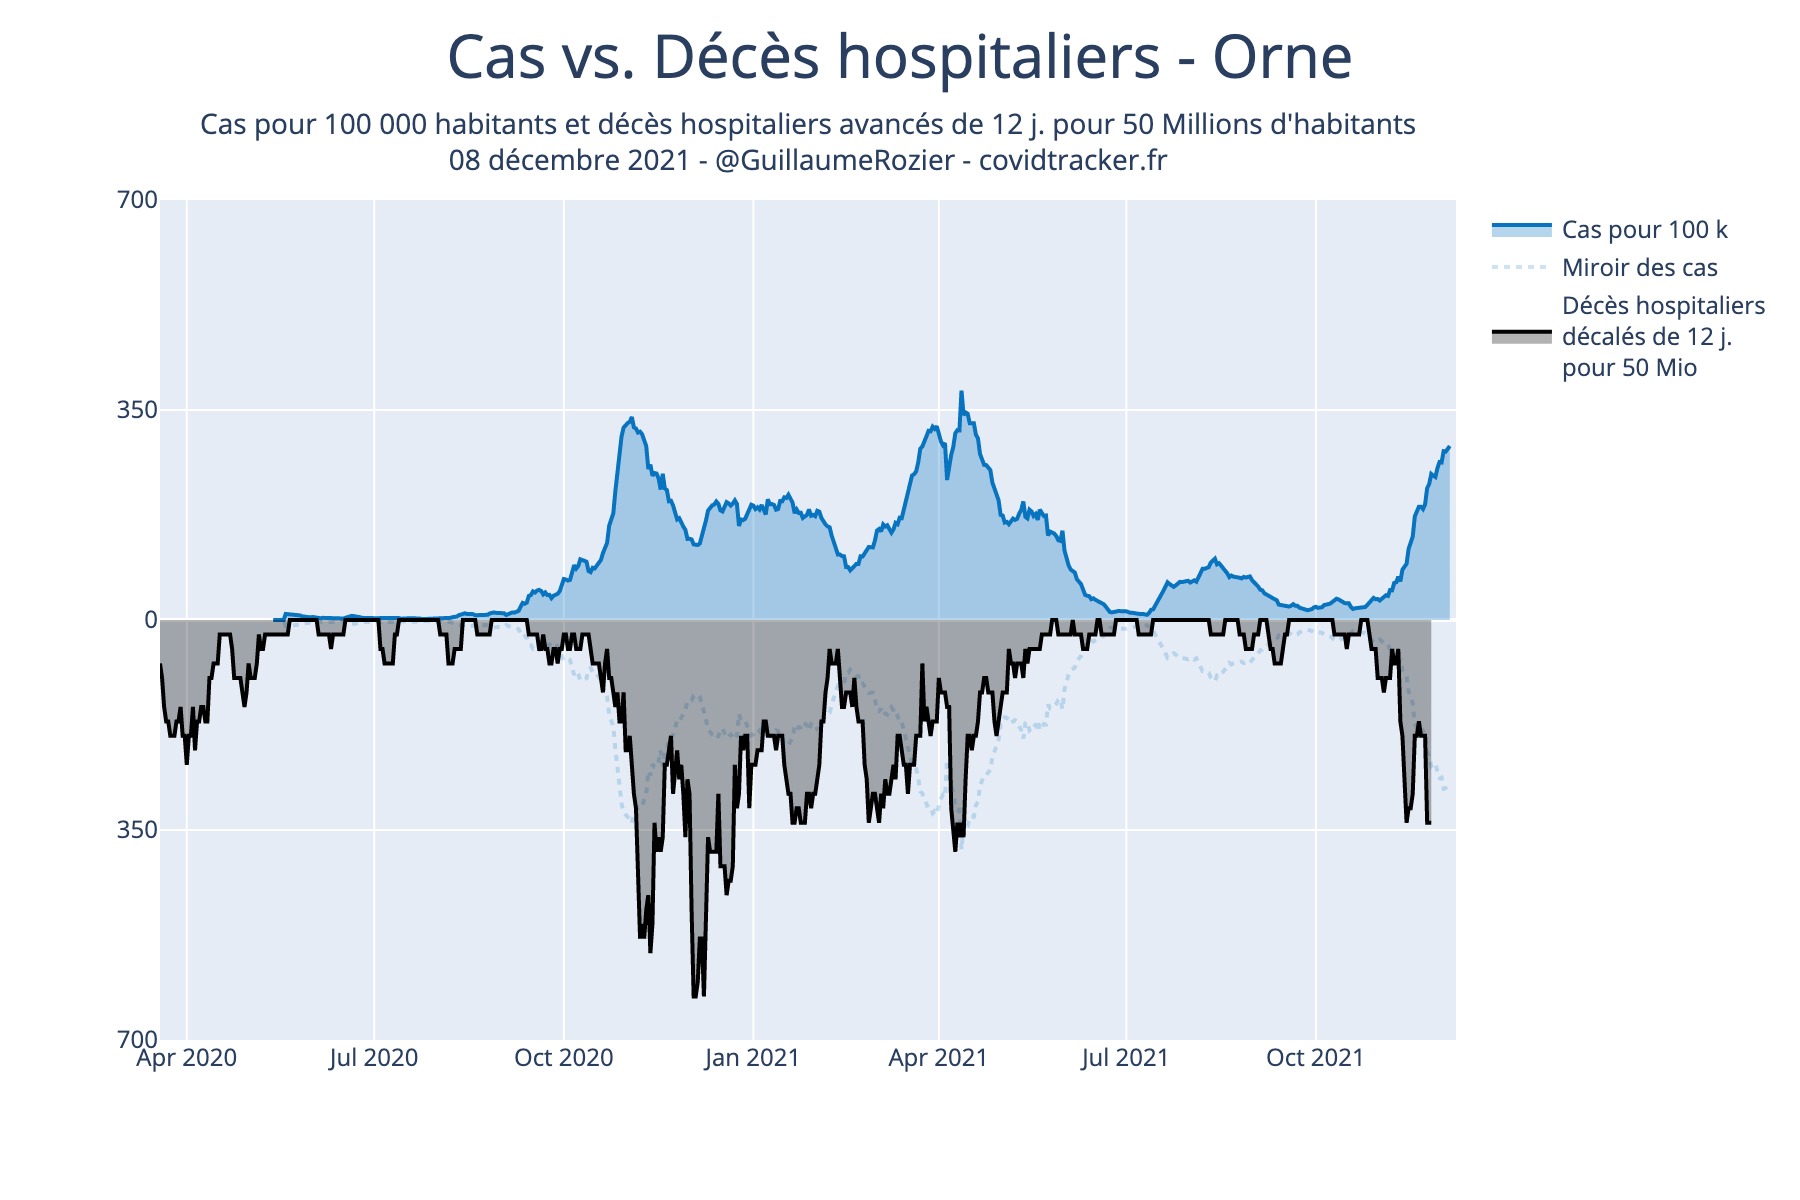 Cas vs. Décès hospitaliers - Orne
Cas pour 100 000 habitants et décès hospitaliers avancés de 12 j. pour 50 Millions d'habitants
08 décembre 2021 - @GuillaumeRozier - covidtracker.fr
700
350
0
350
700
Apr 2020
Jul 2020
Oct 2020
Jan 2021
Apr 2021
Jul 2021
Oct 2021
Cas pour 100 k
Miroir des cas
Décès hospitaliers
décalés de 12 j.
pour 50 Mio